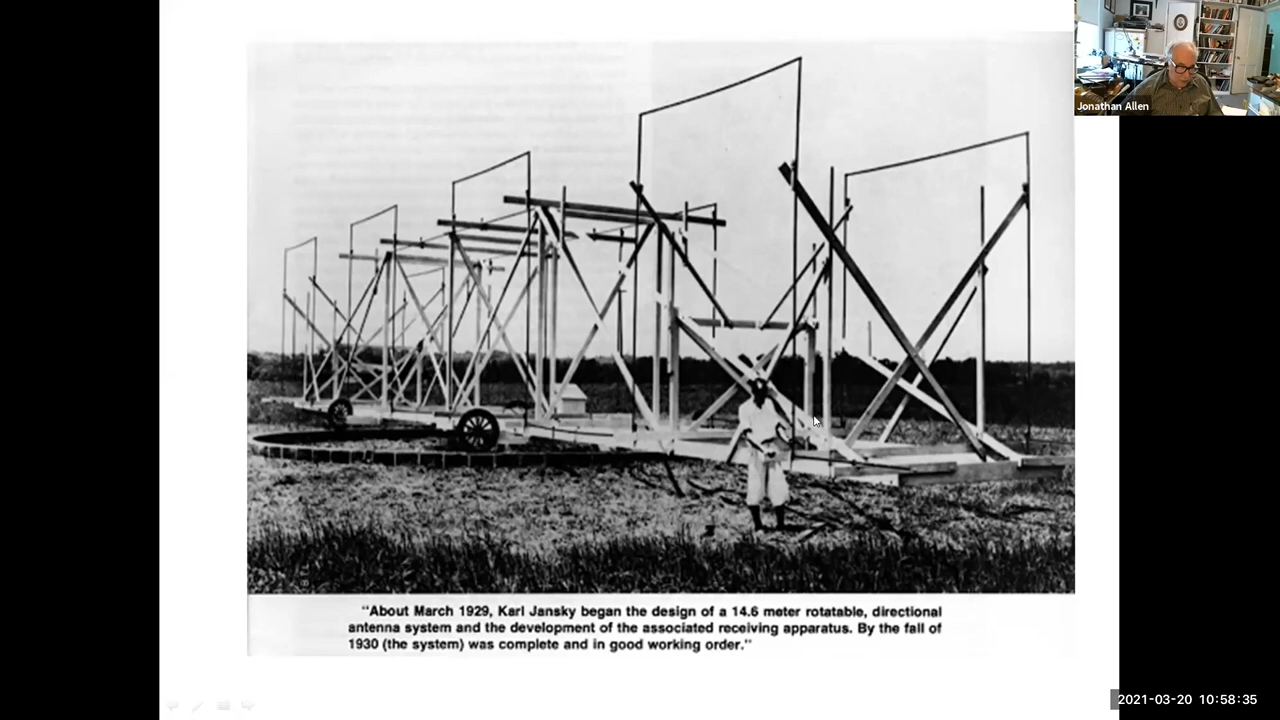 Jonathan Allen
“About March 1929, Karl Jansky began the design of a 14.6 meter rotatable, directional
antenna system and the development of the associated receiving apparatus. By the fall of
1930 (the system) was complete and in good working order.”
2021-03-20 10:58:35